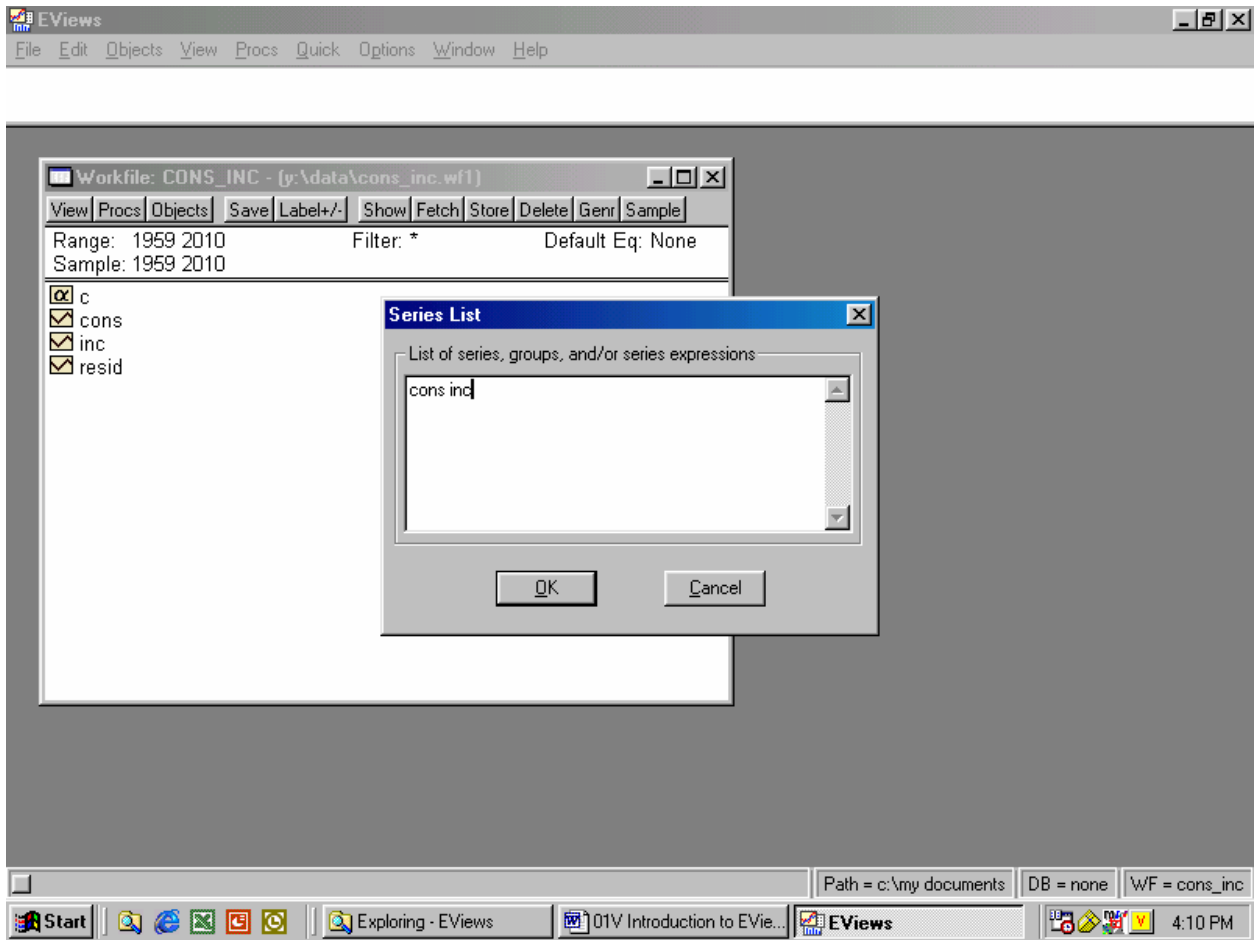 EViews
File Edit Objects View Procs Quick Options Window Help
Workfile: CONS_INC - (y:\data\cons_inc.wf1)
View Procs Objects Save Label+/- Show Fetch Store Delete Genr Sample
Range: 1959 2010 Filter: * Default Eq: None
Sample: 1959 2010
c
cons
inc
resid
Series List
List of series, groups, and/or series expressions
cons inc
OK Cancel
Path = c:\my documents DB = none WF = cons_inc
Start Exploring - EViews 01V Introduction to EVie... EViews 4:10 PM